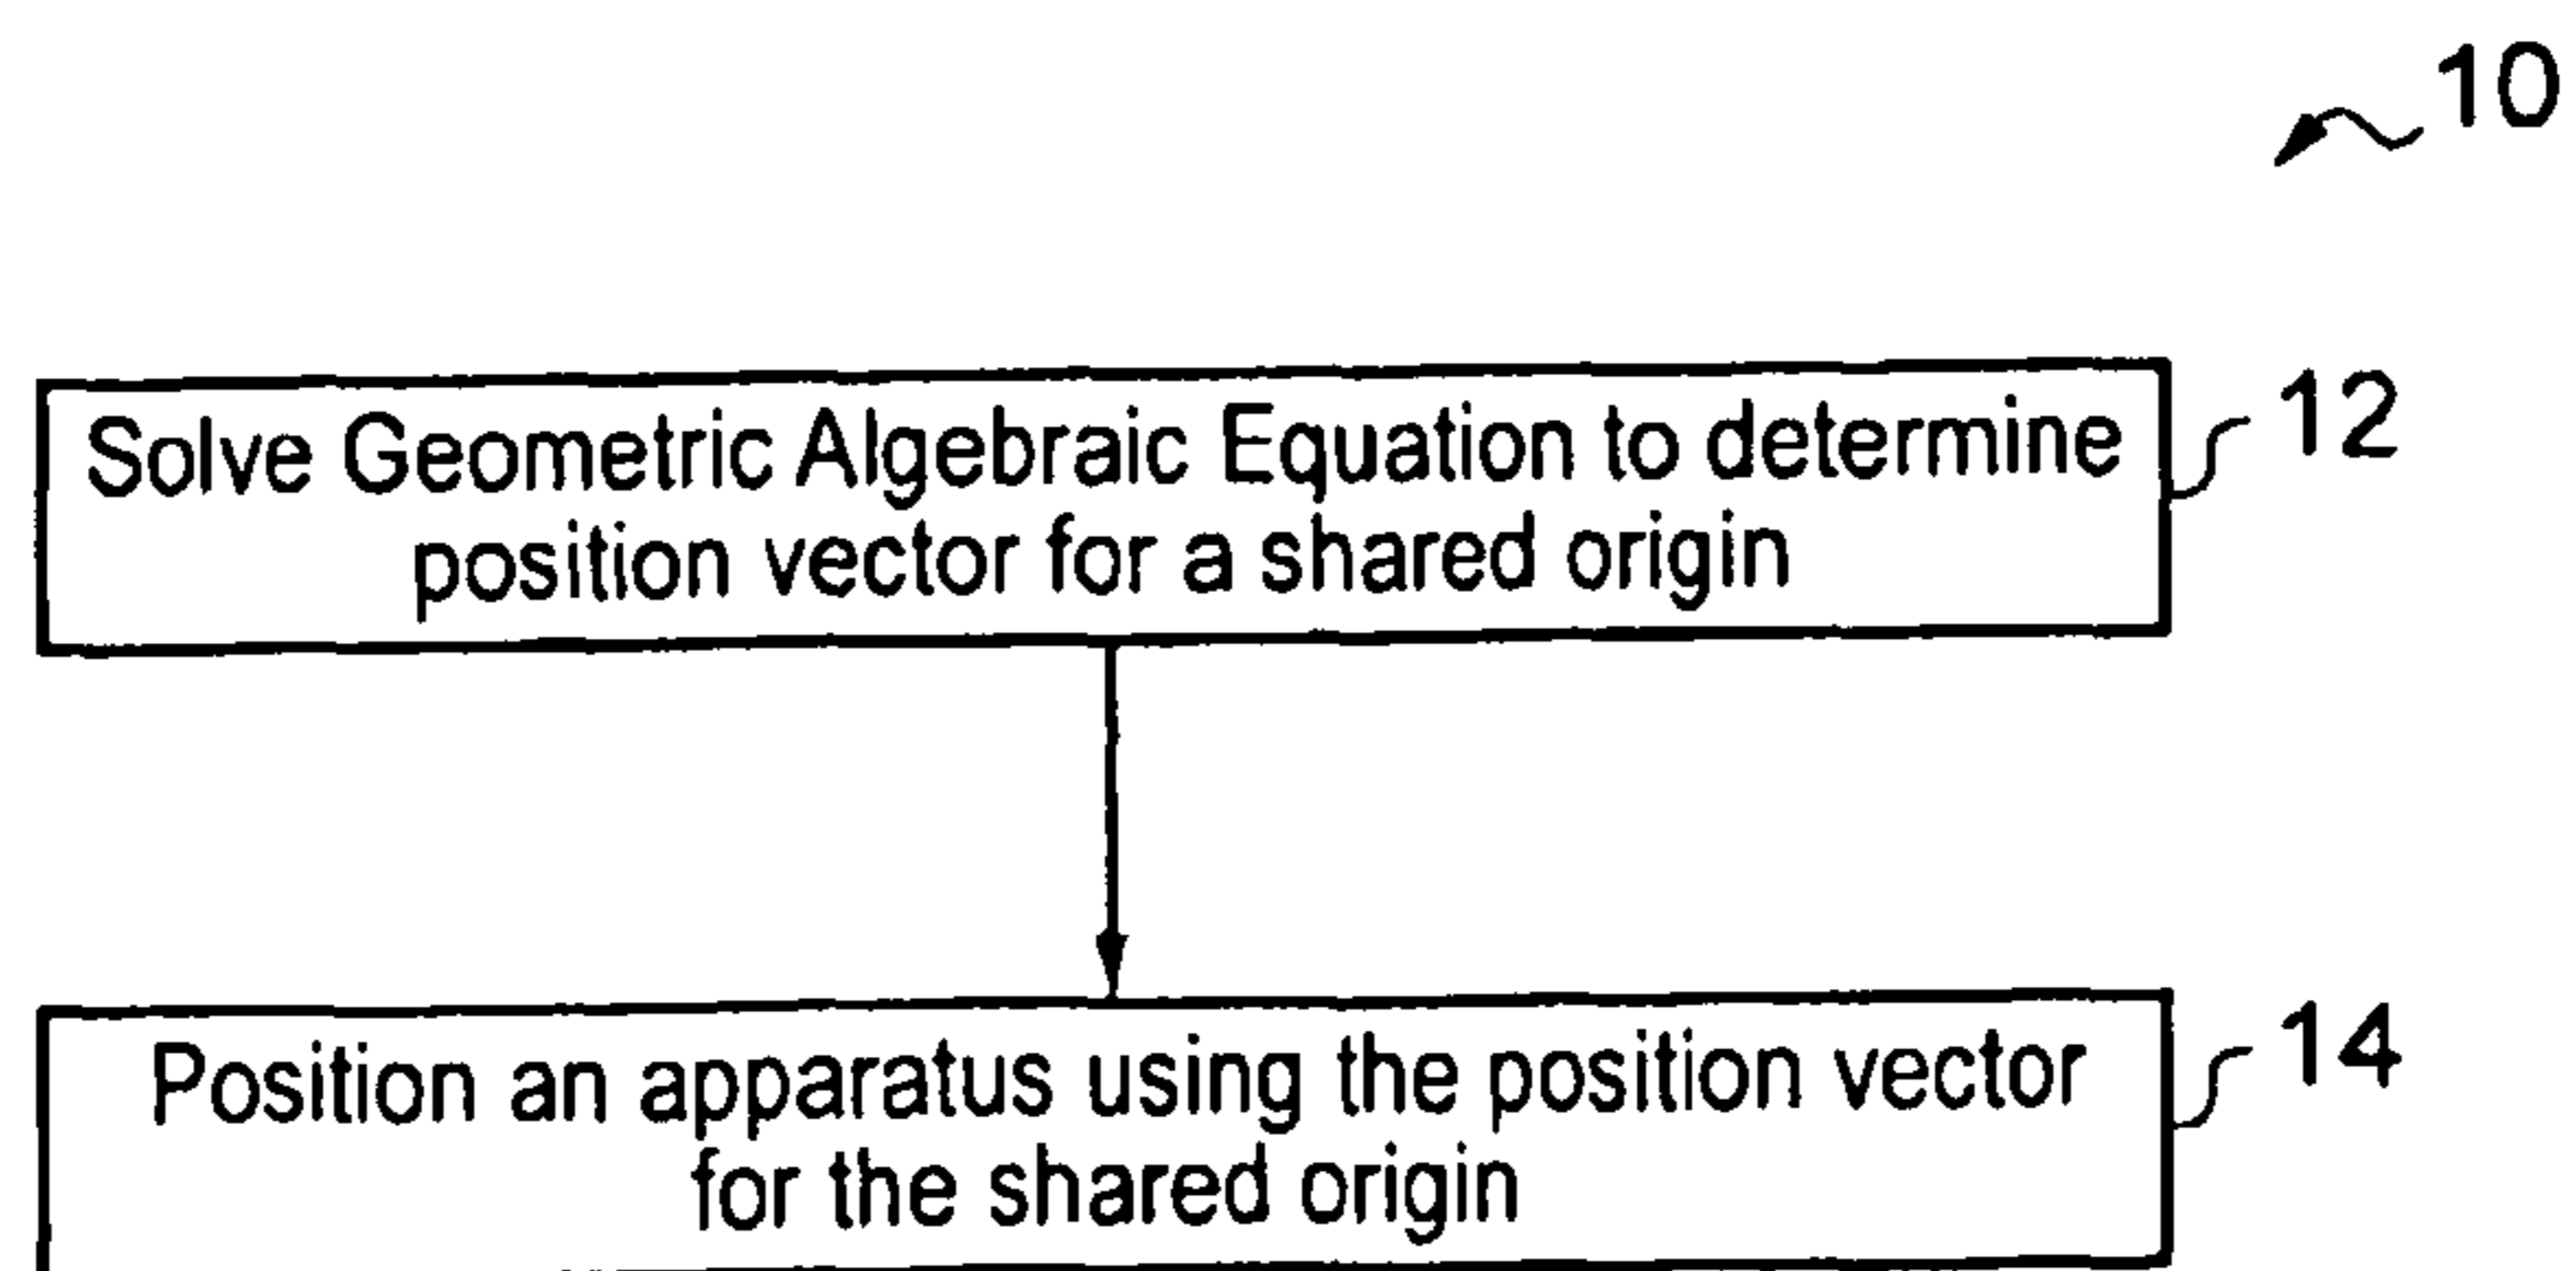 10
Solve Geometric Algebraic Equation to determine
position vector for a shared origin
12
Position an apparatus using the position vector
for the shared origin
14